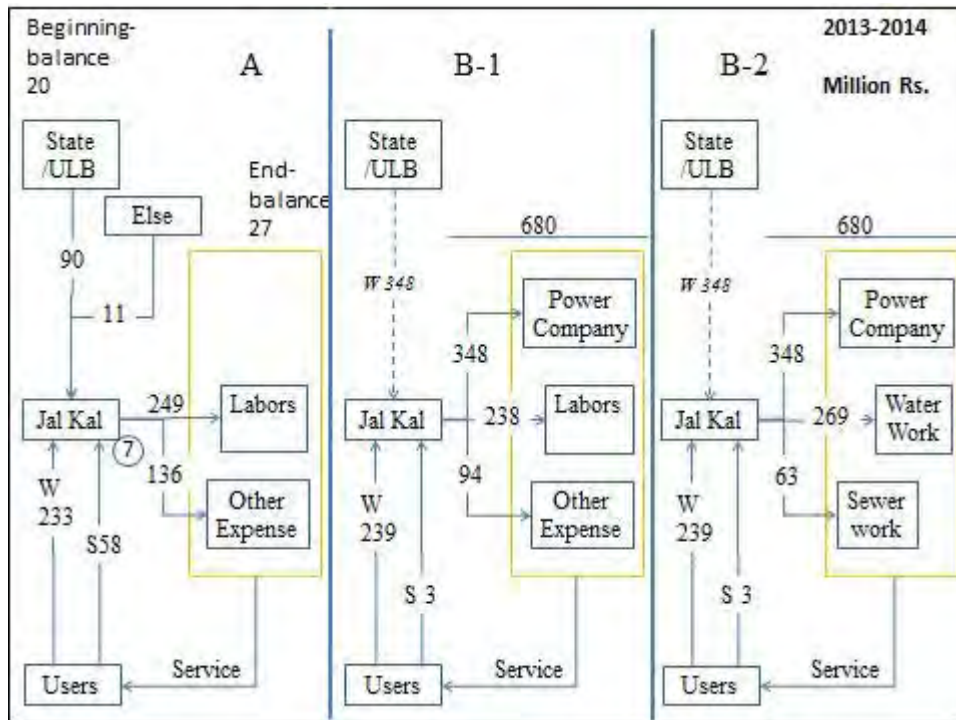 Beginning-
balance
20
A
State
/ULB
End-
balance
27
Else
90
11
Jal Kal
249
Labors
7
136
Other
Expense
W
233
S58
Service
Users
B-1
State
/ULB
680
W 348
Power
Company
348
Jal Kal
238
Labors
94
Other
Expense
W
239
S 3
Service
Users
2013-2014
B-2
Million Rs.
State
/ULB
680
W 348
Power
Company
348
Jal Kal
269
Water
Work
63
Sewer
work
W
239
S 3
Service
Users